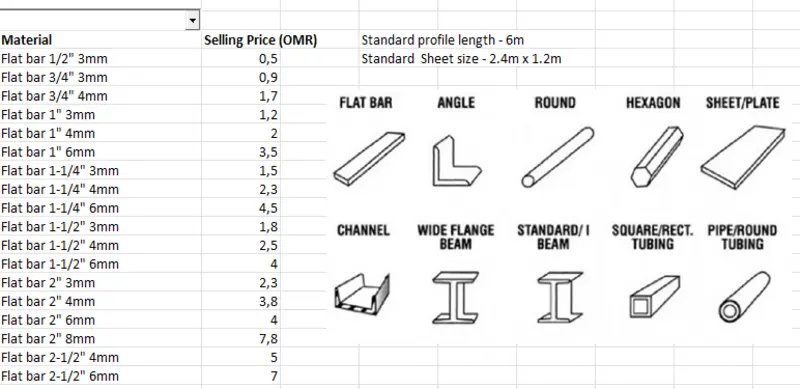 Material Selling Price (OMR) Standard profile length - 6m
Flat bar 1/2" 3mm 0,5 Standard Sheet size - 2.4m x 1.2m
Flat bar 3/4" 3mm 0,9
Flat bar 3/4" 4mm 1,7
Flat bar 1" 3mm 1,2
Flat bar 1" 4mm 2
Flat bar 1" 6mm 3,5
Flat bar 1-1/4" 3mm 1,5
Flat bar 1-1/4" 4mm 2,3
Flat bar 1-1/4" 6mm 4,5
Flat bar 1-1/2" 3mm 1,8
Flat bar 1-1/2" 4mm 2,5
Flat bar 1-1/2" 6mm 4
Flat bar 2" 3mm 2,3
Flat bar 2" 4mm 3,8
Flat bar 2" 6mm 4
Flat bar 2" 8mm 7,8
Flat bar 2-1/2" 4mm 5
Flat bar 2-1/2" 6mm 7
FLAT BAR ANGLE ROUND HEXAGON SHEET/PLATE
CHANNEL WIDE FLANGE STANDARD/ I SQUARE/RECT. PIPE/ROUND
BEAM BEAM TUBING TUBING